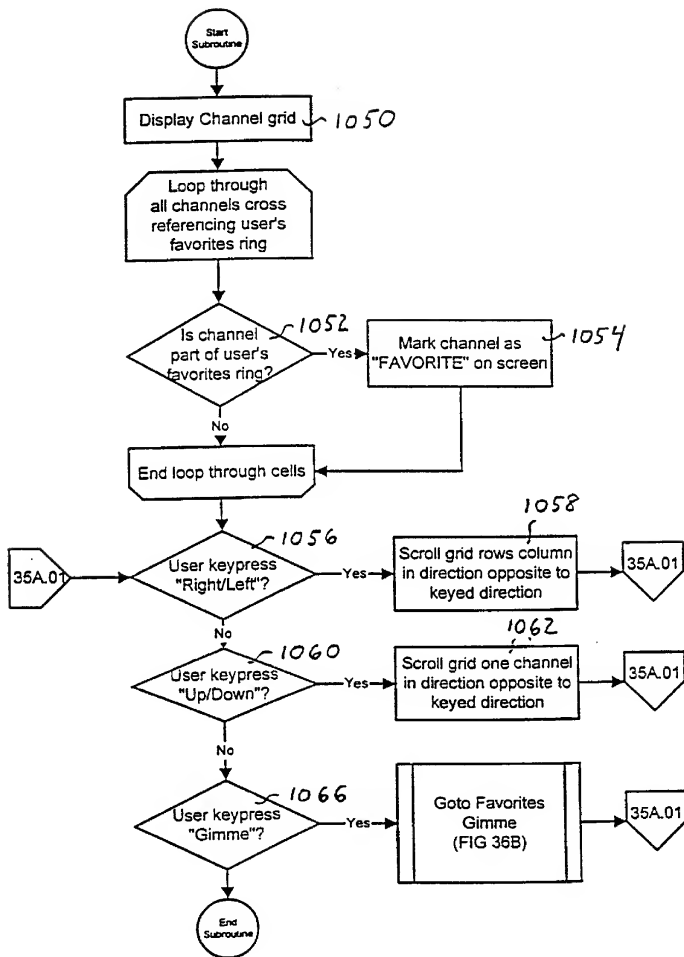 Start
Subroutine
Display Channel grid
1050
Loop through
all channels cross
referencing user's
favorites ring
Is channel
part of user's
favorites ring?
1052
Yes
Mark channel as
"FAVORITE" on screen
1054
No
End loop through cells
35A.01
User keypress
"Right/Left"?
1056
Yes
Scroll grid rows column
in direction opposite to
keyed direction
1058
35A.01
No
User keypress
"Up/Down"?
1060
Yes
Scroll grid one channel
in direction opposite to
keyed direction
1062
35A.01
No
User keypress
"Gimme"?
1066
Yes
Goto Favorites
Gimme
(FIG 36B)
35A.01
End
Subroutine